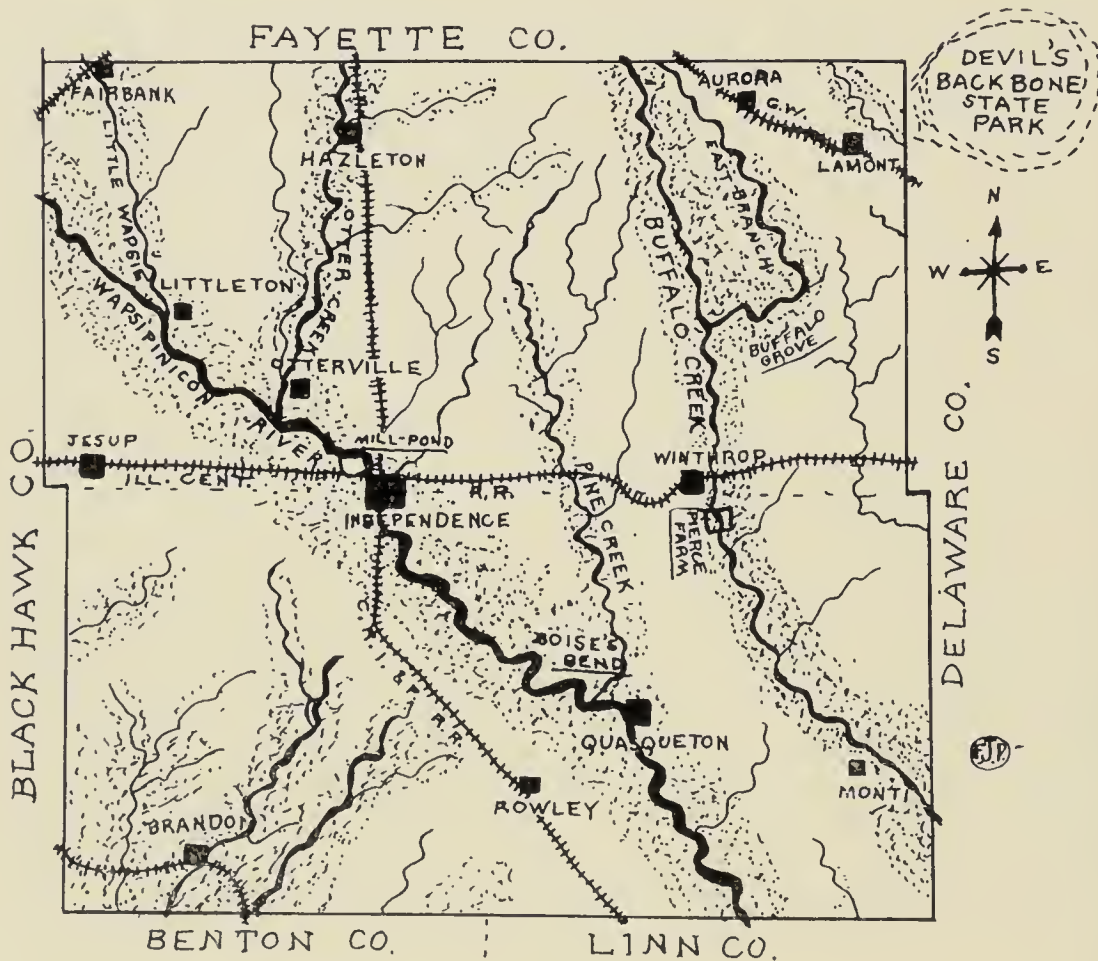 FAYETTE CO.
DEVIL'S
BACKBONE
STATE
PARK
FAIRBANK
AURORA
G.W.
LAMONT
HAZLETON
LITTLE WAPSIE
OTTER CREEK
BUFFALO CREEK
EAST BRANCH
N
W E
S
LITTLETON
WAPSIPINICON RIVER
OTTERVILLE
BUFFALO
GROVE
MILL-POND
JESUP
ILL. CENT. R.R.
WINTHROP
INDEPENDENCE
PINE CREEK
PIERCE
FARM
BLACK HAWK CO.
DELAWARE CO.
C.R.I. & P. R.R.
BOISE'S
BEND
QUASQUETON
F.J.P.
MONTI
ROWLEY
BRANDON
BENTON CO.
LINN CO.